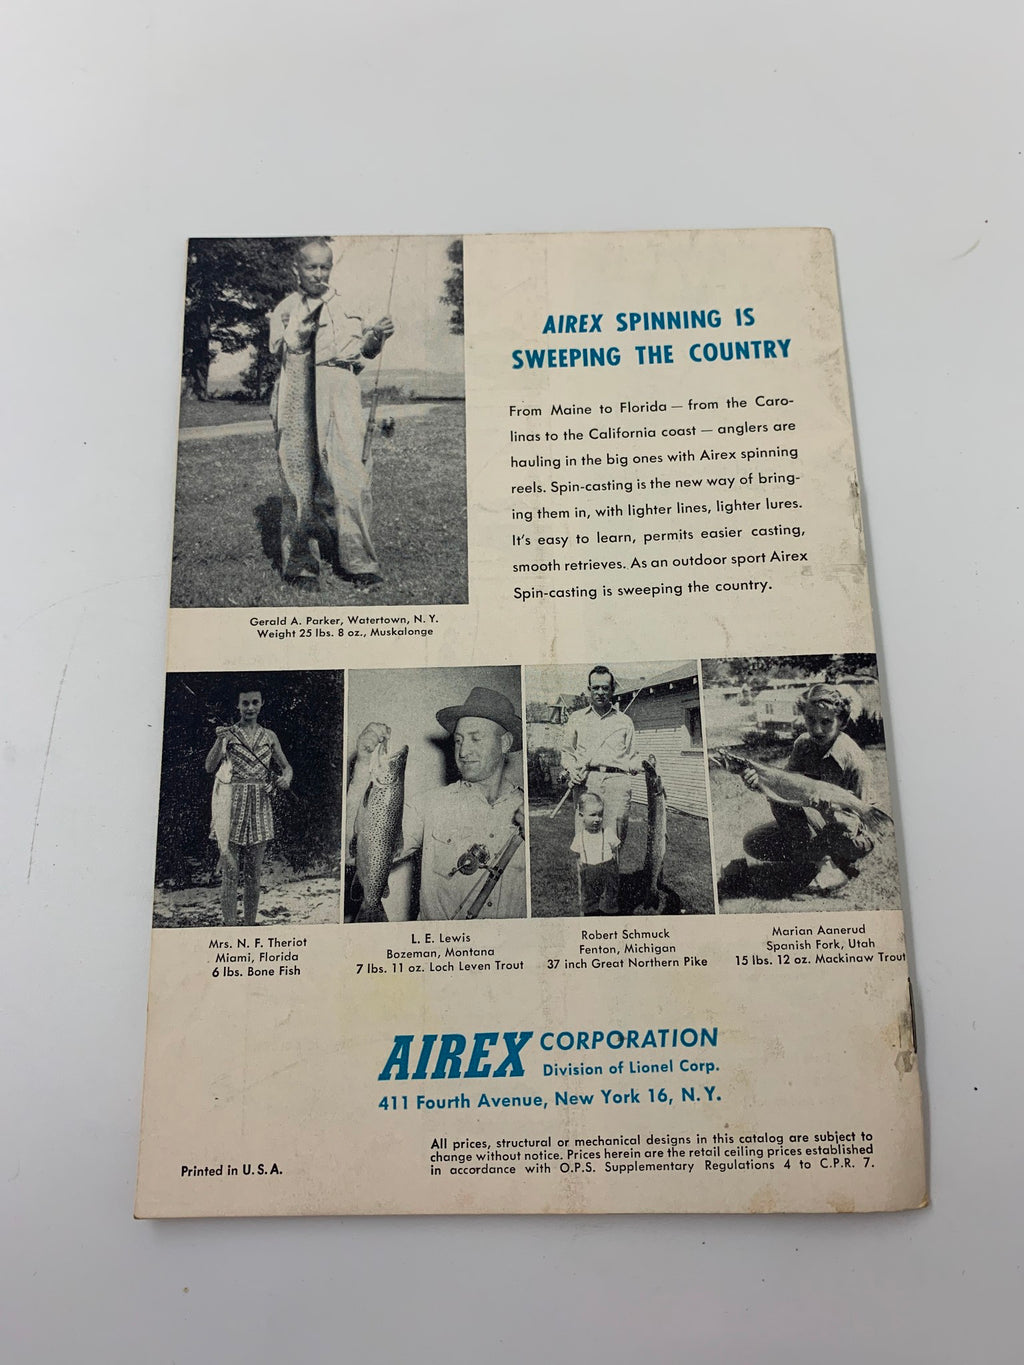 AIREX SPINNING IS
SWEEPING THE COUNTRY
From Maine to Florida — from the Caro-
linas to the California coast — anglers are
hauling in the big ones with Airex spinning
reels. Spin-casting is the new way of bring-
ing them in, with lighter lines, lighter lures.
It's easy to learn, permits easier casting,
smooth retrieves. As an outdoor sport Airex
Spin-casting is sweeping the country.
Gerald A. Parker, Watertown, N. Y.
Weight 25 lbs. 8 oz., Muskalonge
Mrs. N. F. Theriot
Miami, Florida
6 lbs. Bone Fish
L. E. Lewis
Bozeman, Montana
7 lbs. 11 oz. Loch Leven Trout
Robert Schmuck
Fenton, Michigan
37 inch Great Northern Pike
Marian Aanerud
Spanish Fork, Utah
15 lbs. 12 oz. Mackinaw Trout
AIREX CORPORATION
Division of Lionel Corp.
411 Fourth Avenue, New York 16, N. Y.
All prices, structural or mechanical designs in this catalog are subject to
change without notice. Prices herein are the retail ceiling prices established
in accordance with O.P.S. Supplementary Regulations 4 to C.P.R. 7.
Printed in U. S. A.